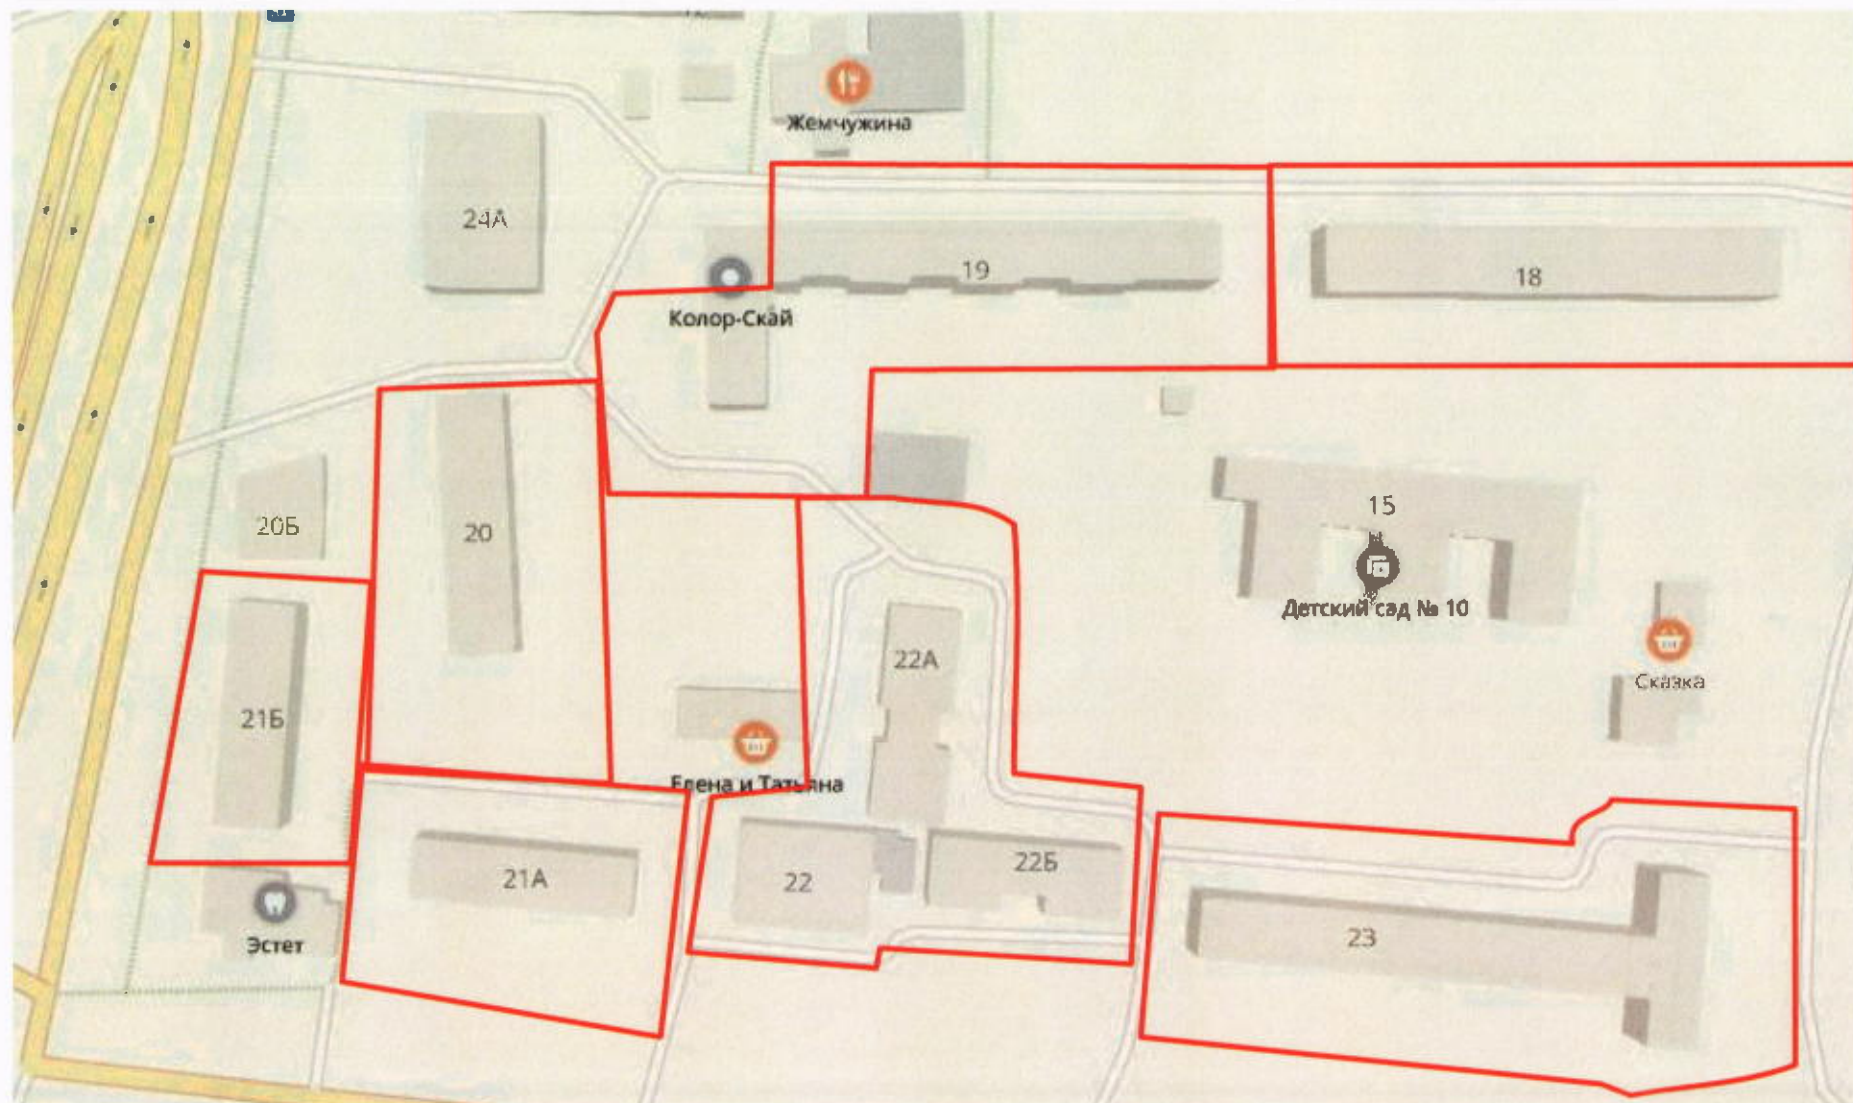 Жемчужина
24А
19
18
Колор-Скай
15
20Б
20
Детский сад № 10
22А
Сказка
21Б
Елена и Татьяна
22Б
21А
22
23
Эстет